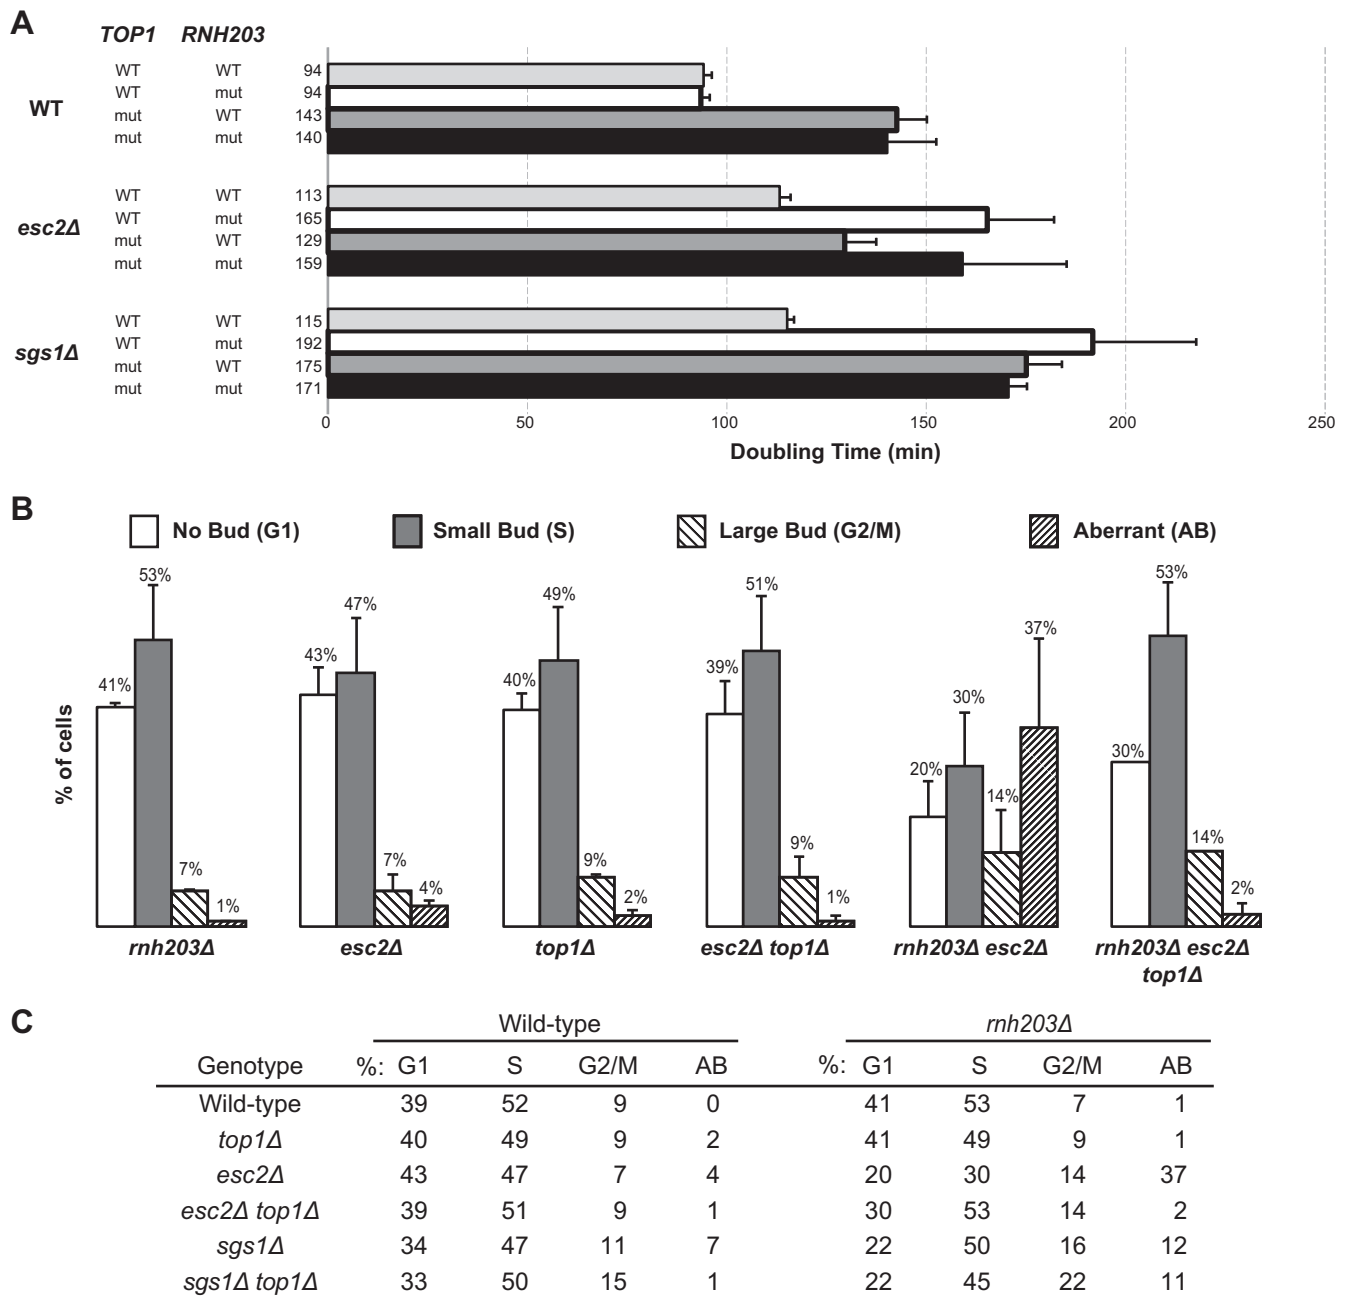 A
TOP1 RNH203
WT WT 94
WT mut 94
WT
mut WT 143
mut mut 140
WT WT 113
WT mut 165
esc2Δ
mut WT 129
mut mut 159
WT WT 115
WT mut 192
sgs1Δ
mut WT 175
mut mut 171
0 50 100 150 200 250
Doubling Time (min)
B
No Bud (G1) Small Bud (S) Large Bud (G2/M) Aberrant (AB)
% of cells
41% 53% 7% 1%
43% 47% 7% 4%
40% 49% 9% 2%
39% 51% 9% 1%
20% 30% 14% 37%
30% 53% 14% 2%
rnh203Δ esc2Δ top1Δ esc2Δ top1Δ rnh203Δ esc2Δ rnh203Δ esc2Δ
top1Δ
C
Wild-type rnh203Δ
Genotype %: G1 S G2/M AB %: G1 S G2/M AB
Wild-type 39 52 9 0 41 53 7 1
top1Δ 40 49 9 2 41 49 9 1
esc2Δ 43 47 7 4 20 30 14 37
esc2Δ top1Δ 39 51 9 1 30 53 14 2
sgs1Δ 34 47 11 7 22 50 16 12
sgs1Δ top1Δ 33 50 15 1 22 45 22 11